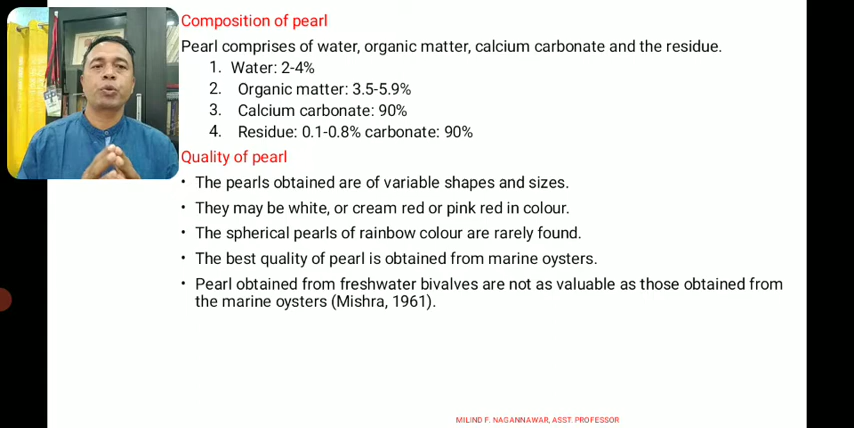 Composition of pearl
Pearl comprises of water, organic matter, calcium carbonate and the residue.
1. Water: 2-4%
2. Organic matter: 3.5-5.9%
3. Calcium carbonate: 90%
4. Residue: 0.1-0.8% carbonate: 90%
Quality of pearl
• The pearls obtained are of variable shapes and sizes.
• They may be white, or cream red or pink red in colour.
• The spherical pearls of rainbow colour are rarely found.
• The best quality of pearl is obtained from marine oysters.
• Pearl obtained from freshwater bivalves are not as valuable as those obtained from
the marine oysters (Mishra, 1961).
MILIND F. NAGANNAWAR, ASST. PROFESSOR